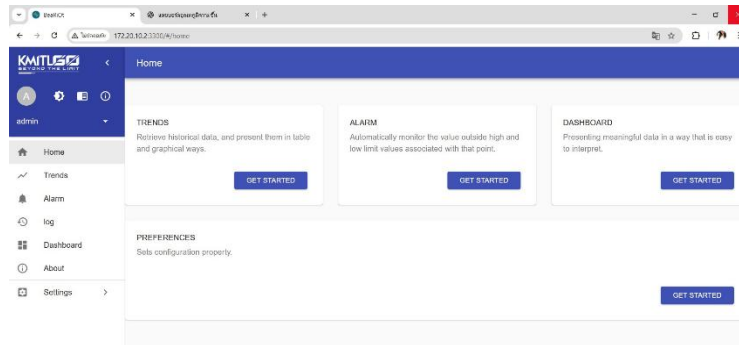 172.20.10.2:3300/#/home
KMITL
BEYOND THE LIMIT
Home
A
admin
Home
Trends
Alarm
log
Dashboard
About
Settings
TRENDS
Retrieve historical data, and present them in table
and graphical ways.
GET STARTED
ALARM
Automatically monitor the value outside high and
low limit values associated with that point.
GET STARTED
DASHBOARD
Presenting meaningful data in a way that is easy
to interpret.
GET STARTED
PREFERENCES
Sets configuration property.
GET STARTED